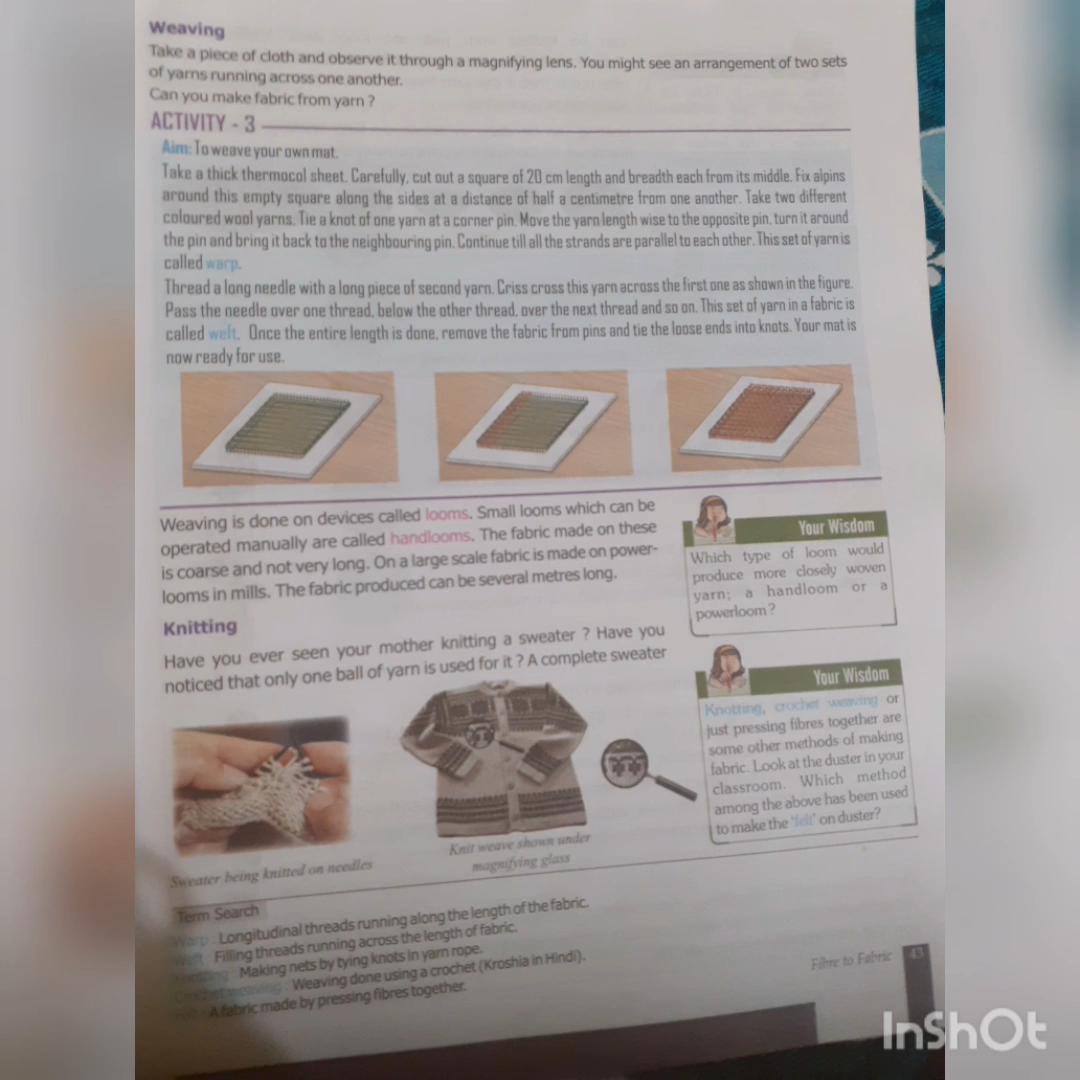 Weaving
Take a piece of cloth and observe it through a magnifying lens. You might see an arrangement of two sets
of yarns running across one another.
Can you make fabric from yarn ?
ACTIVITY - 3
Aim: To weave your own mat.
Take a thick thermocol sheet. Carefully, cut out a square of 20 cm length and breadth each from its middle. Fix alpins
around this empty square along the sides at a distance of half a centimetre from one another. Take two different
coloured wool yarns. Tie a knot of one yarn at a corner pin. Move the yarn length wise to the opposite pin, turn it around
the pin and bring it back to the neighbouring pin. Continue till all the strands are parallel to each other. This set of yarn is
called warp.
Thread a long needle with a long piece of second yarn. Criss cross this yarn across the first one as shown in the figure.
Pass the needle over one thread, below the other thread, over the next thread and so on. This set of yarn in a fabric is
called weft. Once the entire length is done, remove the fabric from pins and tie the loose ends into knots. Your mat is
now ready for use.
Weaving is done on devices called looms. Small looms which can be
operated manually are called handlooms. The fabric made on these
is coarse and not very long. On a large scale fabric is made on power-
looms in mills. The fabric produced can be several metres long.
Your Wisdom
Which type of loom would
produce more closely woven
yarn; a handloom or a
powerloom?
Knitting
Have you ever seen your mother knitting a sweater ? Have you
noticed that only one ball of yarn is used for it ? A complete sweater
Your Wisdom
Knotting, crochet weaving or
just pressing fibres together are
some other methods of making
fabric. Look at the duster in your
classroom. Which method
among the above has been used
to make the 'felt' on duster?
Sweater being knitted on needles
Knit weave shown under
magnifying glass
Term Search
Warp : Longitudinal threads running along the length of the fabric.
Weft : Filling threads running across the length of fabric.
Making nets by tying knots in yarn rope.
Crochet weaving : Weaving done using a crochet (Kroshia in Hindi).
A fabric made by pressing fibres together.
Fibre to Fabric 43
InShOt